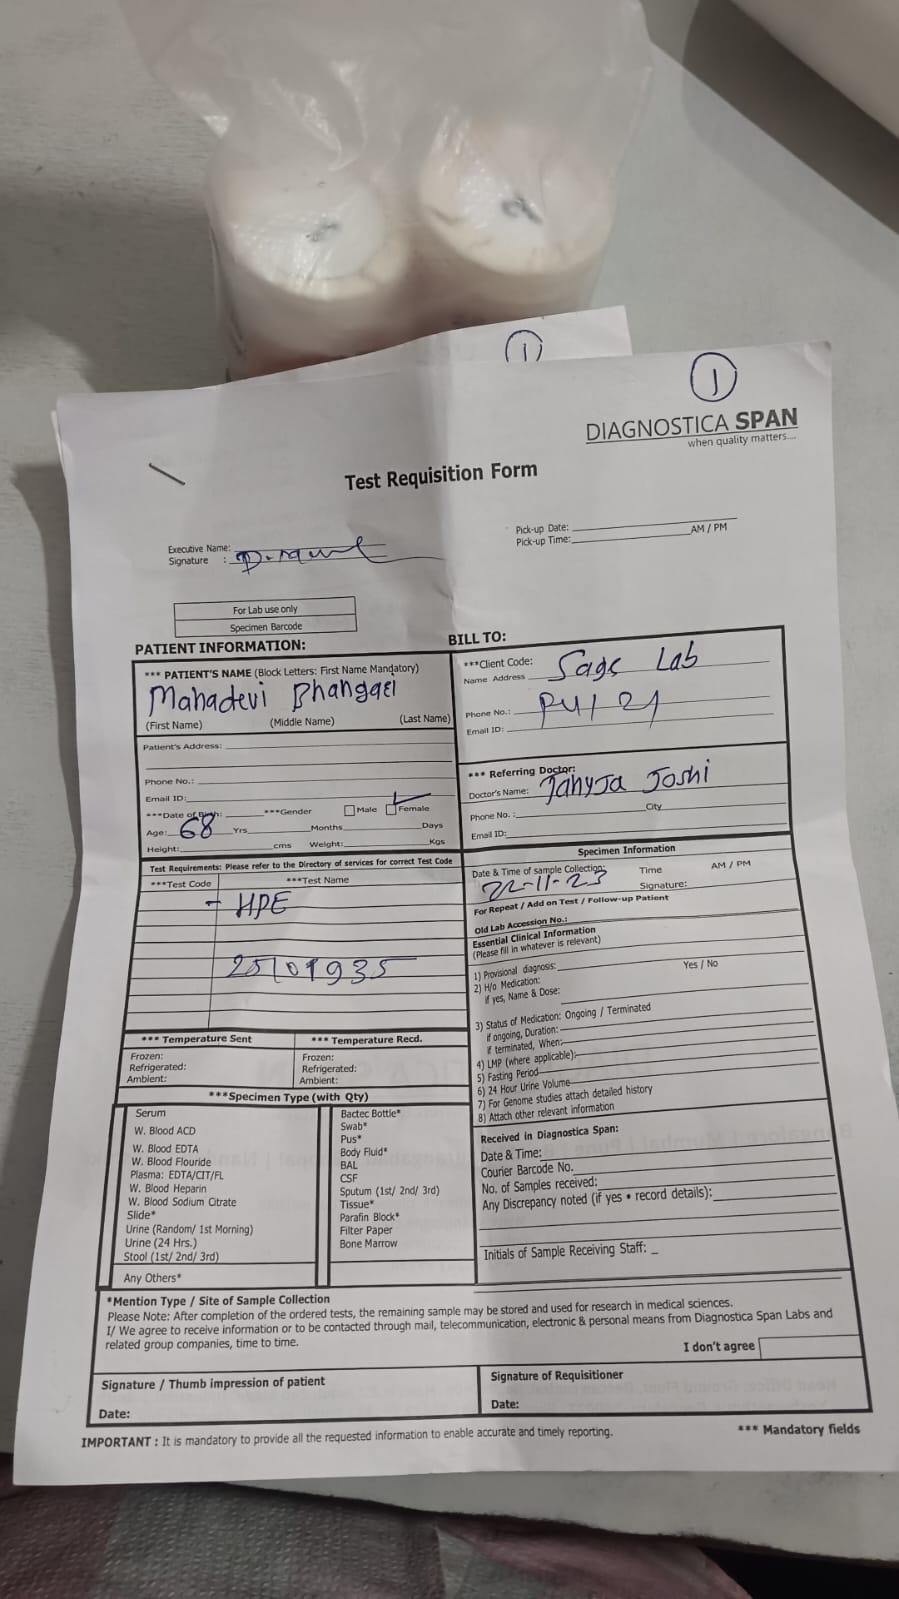 1
1
DIAGNOSTICA SPAN
when quality matters....
Test Requisition Form
Pick-up Date: AM / PM
Pick-up Time:
Executive Name:
Signature :
For Lab use only
Specimen Barcode
PATIENT INFORMATION:
*** PATIENT'S NAME (Block Letters: First Name Mandatory)
Mahadevi
(First Name) (Middle Name) (Last Name)
Patient's Address:
Phone No.:
Email ID:
***Date of Birth: ***Gender Male Female
Age: 68 Yrs Months Days
Height: cms Weight: Kgs
BILL TO:
***Client Code: Sage Lab
Name Address
Phone No.:
Email ID:
*** Referring Doctor:
Doctor's Name: Joshi
Phone No. : City
Email ID:
Test Requirements: Please refer to the Directory of services for correct Test Code
***Test Code ***Test Name
- HPE
25/01935
Specimen Information
Date & Time of sample Collection: Time AM / PM
22-11-23 Signature:
For Repeat / Add on Test / Follow-up Patient
Old Lab Accession No.:
Essential Clinical Information
(Please fill in whatever is relevant)
1) Provisional diagnosis:
2) H/o Medication: Yes / No
if yes, Name & Dose:
3) Status of Medication: Ongoing / Terminated
if ongoing, Duration:
if terminated, When:
4) LMP (where applicable):
5) Fasting Period
6) 24 Hour Urine Volume
7) For Genome studies attach detailed history
8) Attach other relevant information
*** Temperature Sent *** Temperature Recd.
Frozen: Frozen:
Refrigerated: Refrigerated:
Ambient: Ambient:
***Specimen Type (with Qty)
Serum
W. Blood ACD
W. Blood EDTA
W. Blood Flouride
Plasma: EDTA/CIT/FL
W. Blood Heparin
W. Blood Sodium Citrate
Slide*
Urine (Random/ 1st Morning)
Urine (24 Hrs.)
Stool (1st/ 2nd/ 3rd)
Any Others*
Bactec Bottle*
Swab*
Pus*
Body Fluid*
BAL
CSF
Sputum (1st/ 2nd/ 3rd)
Tissue*
Parafin Block*
Filter Paper
Bone Marrow
Received in Diagnostica Span:
Date & Time:
Courier Barcode No.
No. of Samples received:
Any Discrepancy noted (if yes • record details):
Initials of Sample Receiving Staff:
*Mention Type / Site of Sample Collection
Please Note: After completion of the ordered tests, the remaining sample may be stored and used for research in medical sciences.
I/ We agree to receive information or to be contacted through mail, telecommunication, electronic & personal means from Diagnostica Span Labs and
related group companies, time to time.
I don't agree
Signature / Thumb impression of patient
Date:
Signature of Requisitioner
Date:
IMPORTANT : It is mandatory to provide all the requested information to enable accurate and timely reporting.
*** Mandatory fields